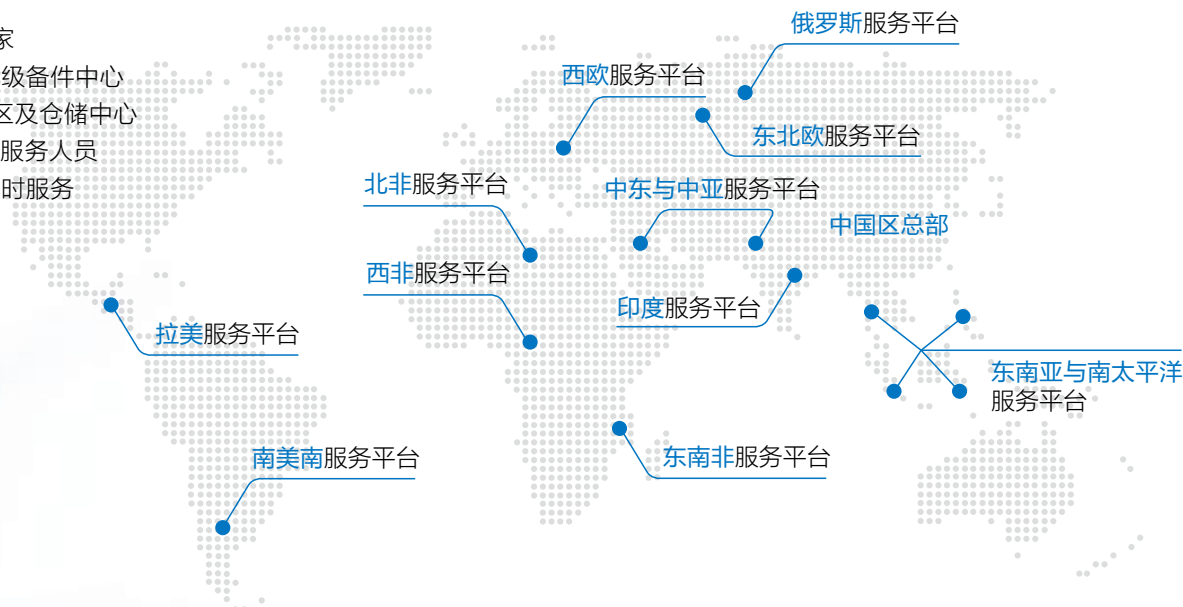 家
级备件中心
区及仓储中心
服务人员
时服务
俄罗斯服务平台
西欧服务平台
东北欧服务平台
北非服务平台
中东与中亚服务平台
中国区总部
西非服务平台
印度服务平台
拉美服务平台
东南亚与南太平洋
服务平台
南美南服务平台
东南非服务平台